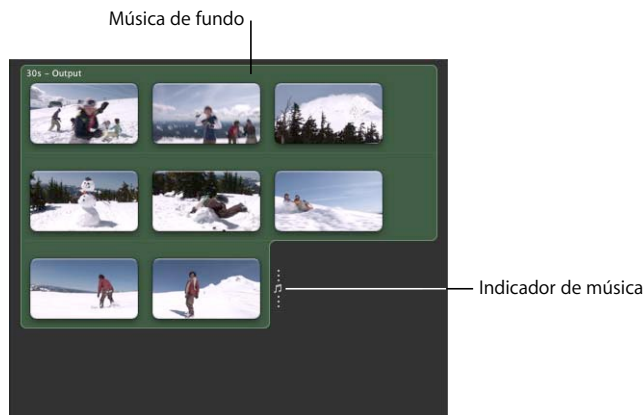 Música de fundo
30s – Output
Indicador de música